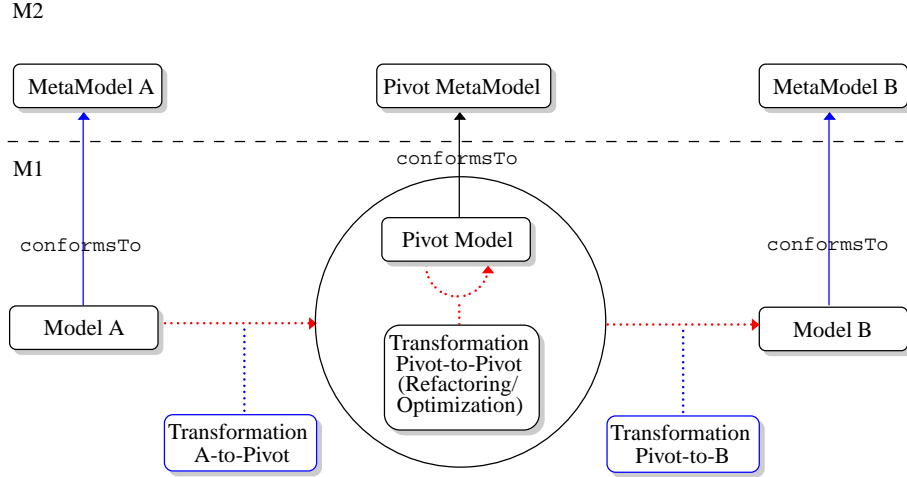 M2
MetaModel A
Pivot MetaModel
MetaModel B
conformsTo
M1
Pivot Model
conformsTo
conformsTo
Model A
Model B
Transformation
Pivot-to-Pivot
(Refactoring/
Optimization)
Transformation
A-to-Pivot
Transformation
Pivot-to-B